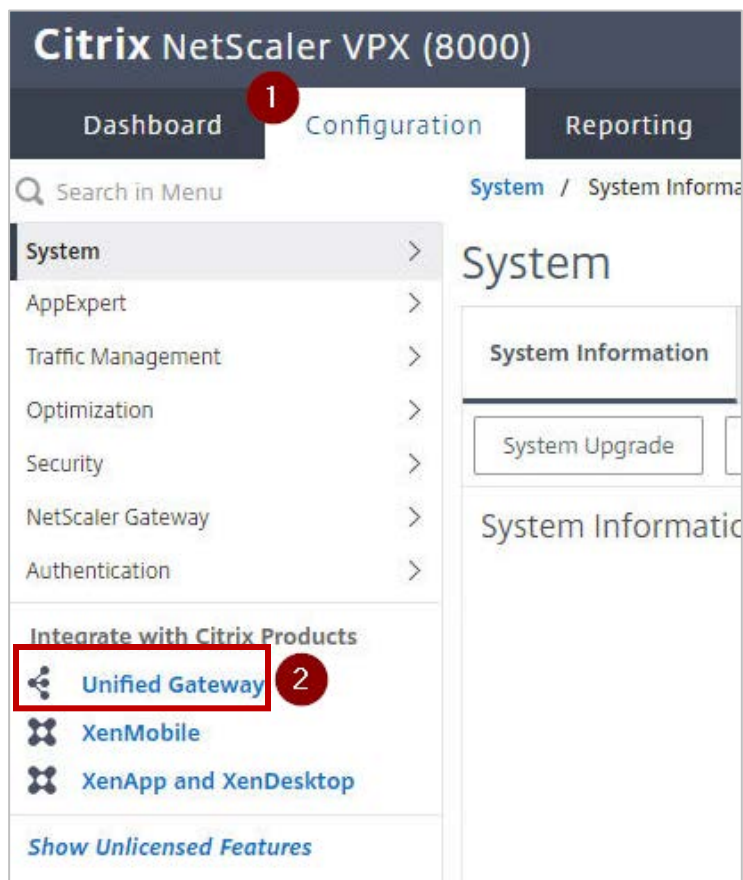 Citrix NetScaler VPX (8000)
1
Dashboard Configuration Reporting
Search in Menu
System / System Informa
System
System
AppExpert
Traffic Management
System Information
Optimization
Security
System Upgrade
NetScaler Gateway
System Informatic
Authentication
Integrate with Citrix Products
Unified Gateway
2
XenMobile
XenApp and XenDesktop
Show Unlicensed Features